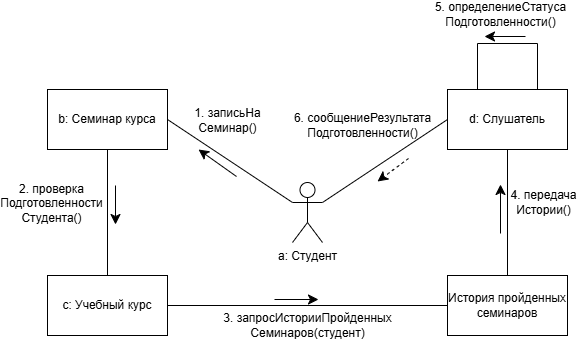 5. определениеСтатуса
Подготовленности()
b: Семинар курса
1. записьНа
Семинар()
6. сообщениеРезультата
Подготовленности()
d: Слушатель
2. проверка
Подготовленности
Студента()
4. передача
Истории()
a: Студент
c: Учебный курс
3. запросИсторииПройденных
Семинаров(студент)
История пройденных
семинаров